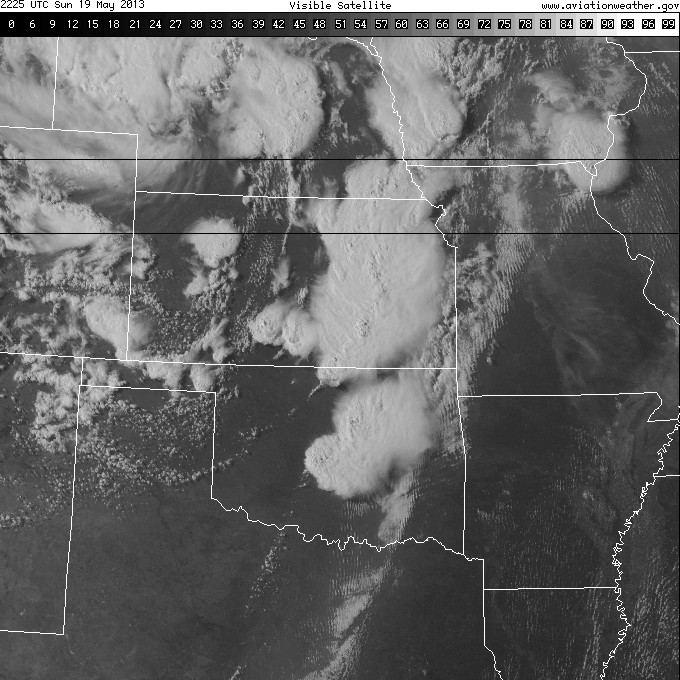 2225 UTC Sun 19 May 2013 Visible Satellite www.aviationweather.gov
0 6 9 12 15 18 21 24 27 30 33 36 39 42 45 48 51 54 57 60 63 66 69 72 75 78 81 84 87 90 93 96 99